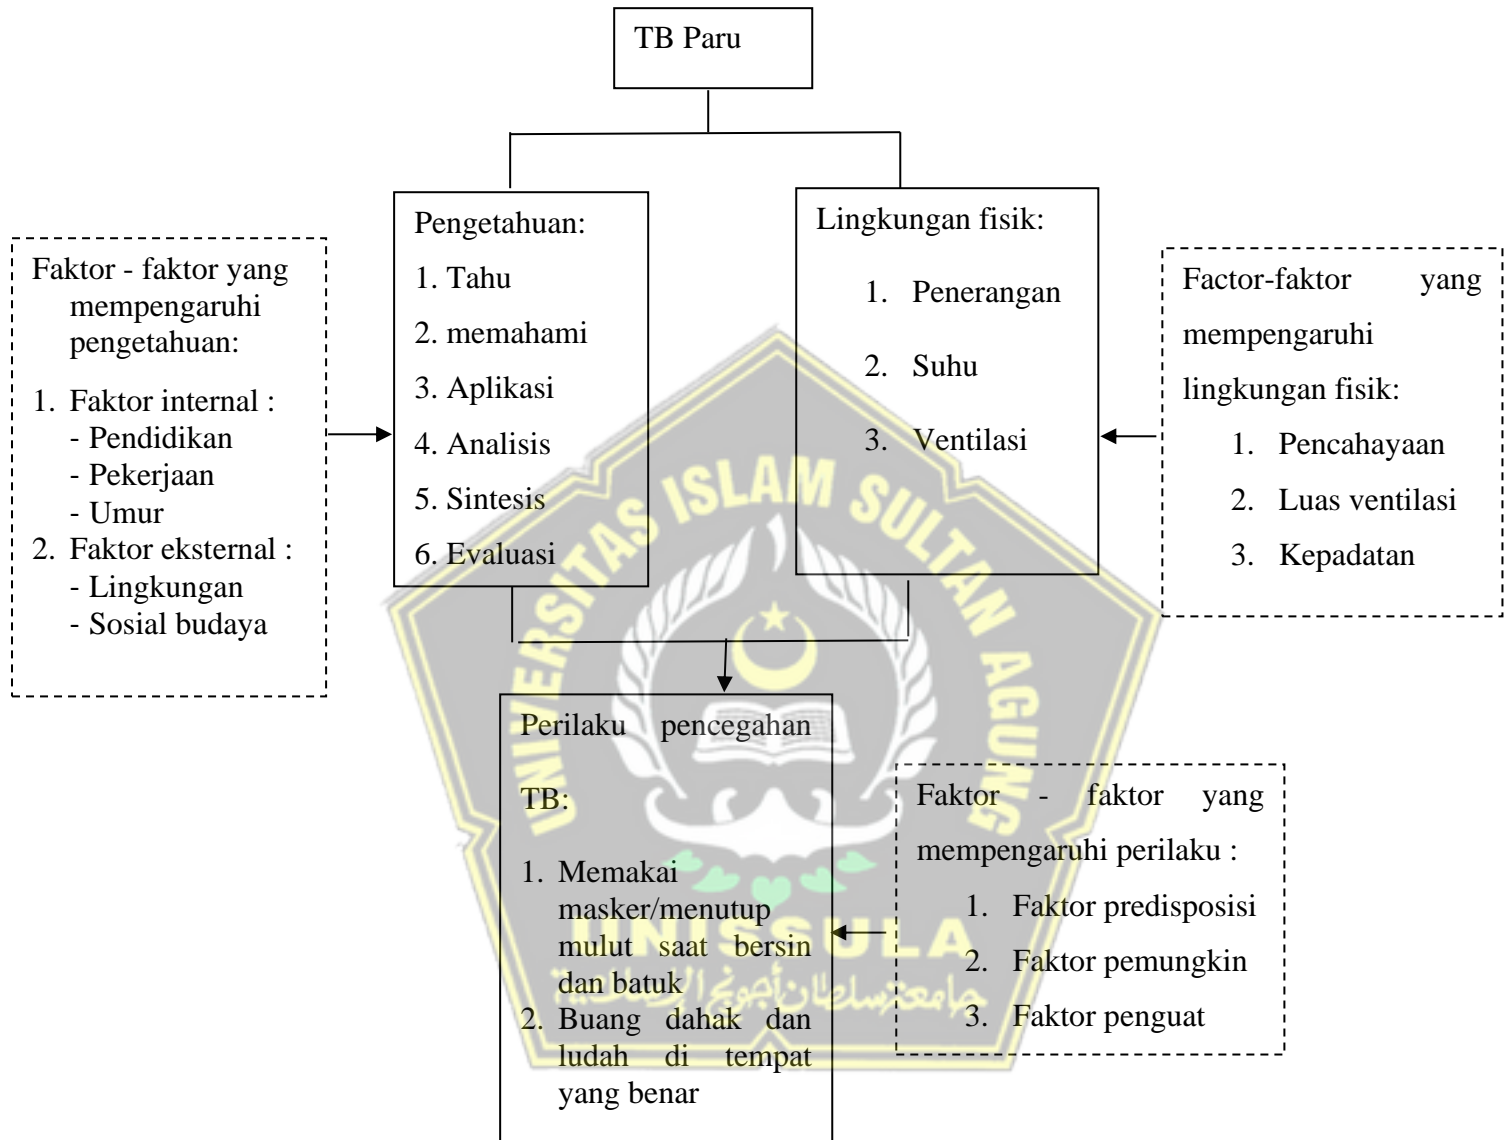 TB Paru
Pengetahuan:
1. Tahu
2. memahami
3. Aplikasi
4. Analisis
5. Sintesis
6. Evaluasi
Lingkungan fisik:
1. Penerangan
2. Suhu
3. Ventilasi
Faktor - faktor yang
mempengaruhi
pengetahuan:
1. Faktor internal :
- Pendidikan
- Pekerjaan
- Umur
2. Faktor eksternal :
- Lingkungan
- Sosial budaya
Factor-faktor yang
mempengaruhi
lingkungan fisik:
1. Pencahayaan
2. Luas ventilasi
3. Kepadatan
Perilaku pencegahan
TB:
1. Memakai
masker/menutup
mulut saat bersin
dan batuk
2. Buang dahak dan
ludah di tempat
yang benar
Faktor - faktor yang
mempengaruhi perilaku :
1. Faktor predisposisi
2. Faktor pemungkin
3. Faktor penguat
UNIVERSITAS ISLAM SULTAN AGUNG
UNISSULA
جامعة سلطان أجونج الإسلامية